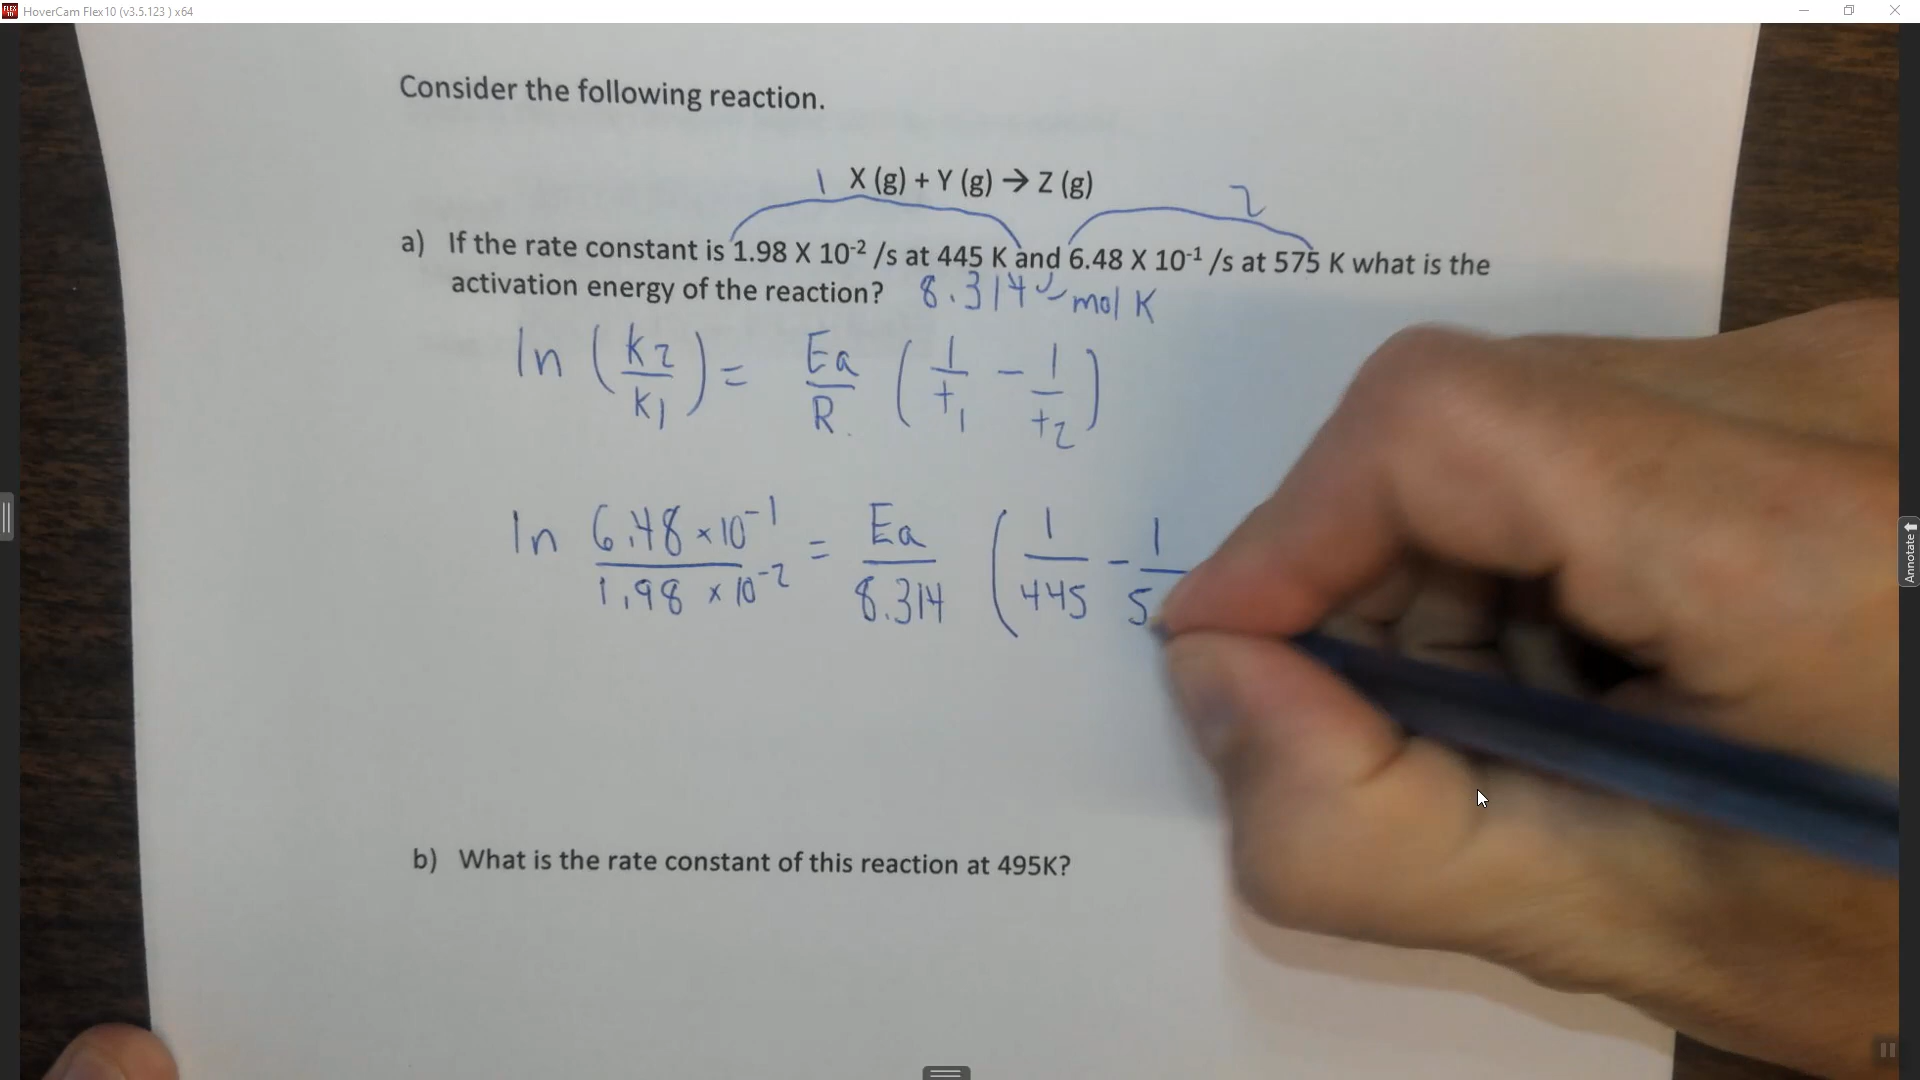 HoverCam Flex10 (v3.5.123 ) x64
Consider the following reaction.
1 X (g) + Y (g) → Z (g) 2
a) If the rate constant is 1.98 X 10⁻² /s at 445 K and 6.48 X 10⁻¹ /s at 575 K what is the
activation energy of the reaction? 8.314 J/mol K
ln (k2/k1) = Ea/R (1/t1 - 1/t2)
ln 6.48 x 10⁻¹/1.98 x 10⁻² = Ea/8.314 (1/445 - 1/5
b) What is the rate constant of this reaction at 495K?
Annotate